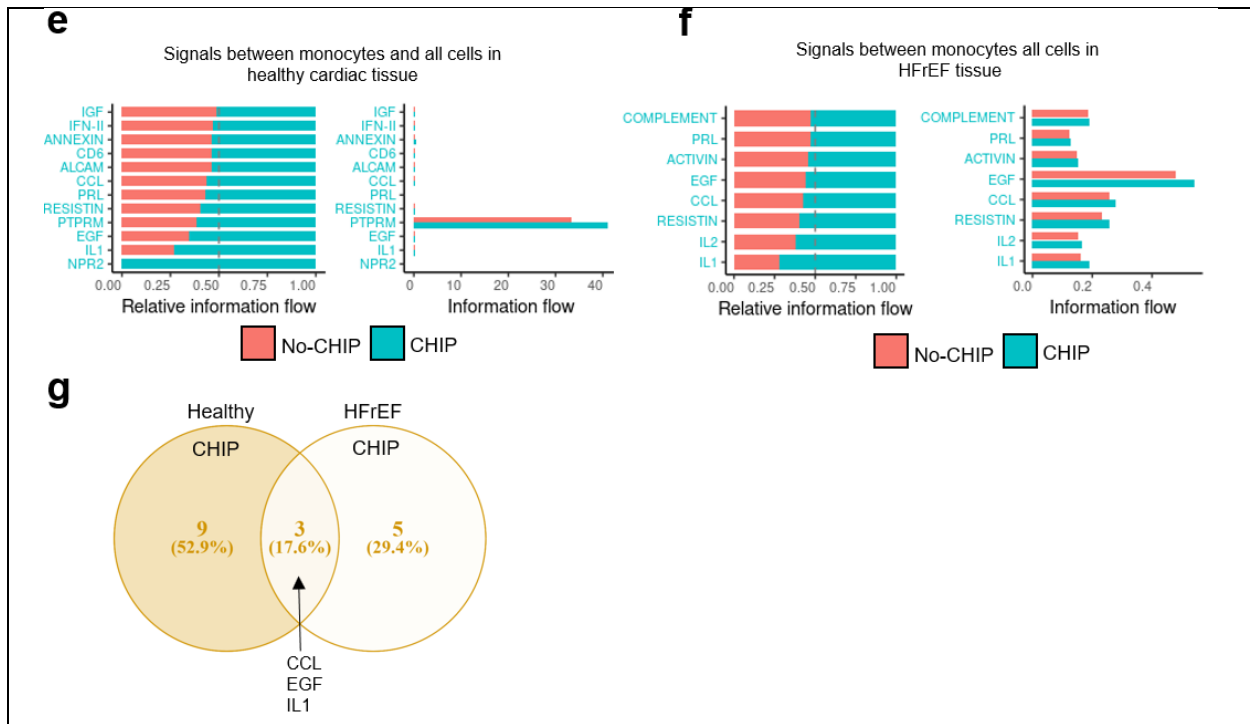 e
Signals between monocytes and all cells in
healthy cardiac tissue
IGF
IFN-II
ANNEXIN
CD6
ALCAM
CCL
PRL
RESISTIN
PTPRM
EGF
IL1
NPR2
0.00 0.25 0.50 0.75 1.00
Relative information flow
IGF
IFN-II
ANNEXIN
CD6
ALCAM
CCL
PRL
RESISTIN
PTPRM
EGF
IL1
NPR2
0 10 20 30 40
Information flow
No-CHIP CHIP
f
Signals between monocytes all cells in
HFrEF tissue
COMPLEMENT
PRL
ACTIVIN
EGF
CCL
RESISTIN
IL2
IL1
0.00 0.25 0.50 0.75 1.00
Relative information flow
COMPLEMENT
PRL
ACTIVIN
EGF
CCL
RESISTIN
IL2
IL1
0.0 0.2 0.4
Information flow
No-CHIP CHIP
g
Healthy HFrEF
CHIP CHIP
9 3 5
(52.9%) (17.6%) (29.4%)
CCL
EGF
IL1